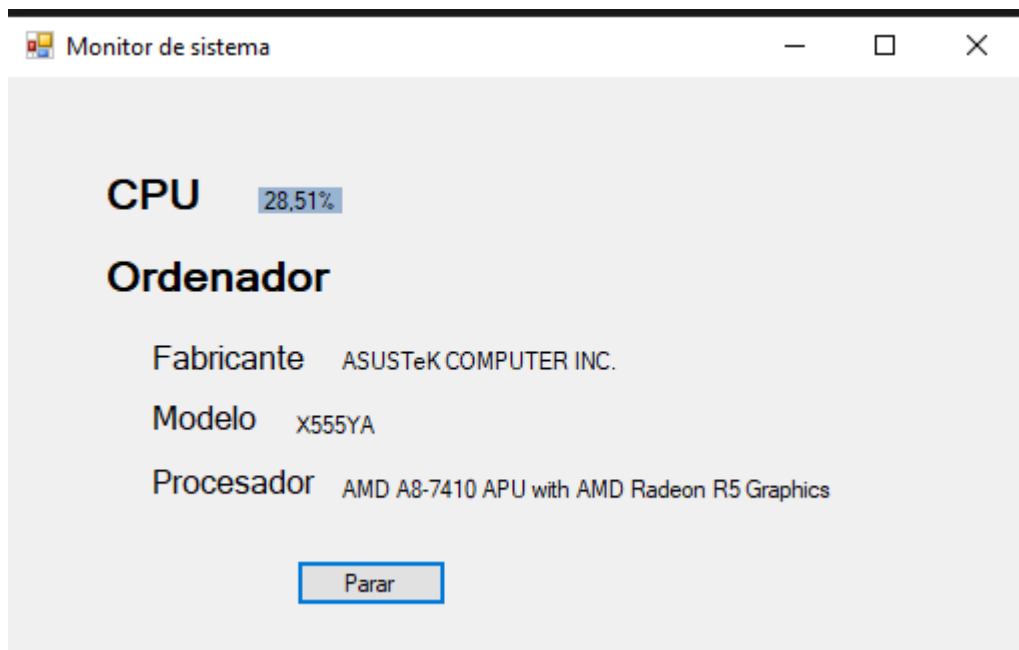 Monitor de sistema
CPU 28,51%
Ordenador
Fabricante ASUSTeK COMPUTER INC.
Modelo X555YA
Procesador AMD A8-7410 APU with AMD Radeon R5 Graphics
Parar